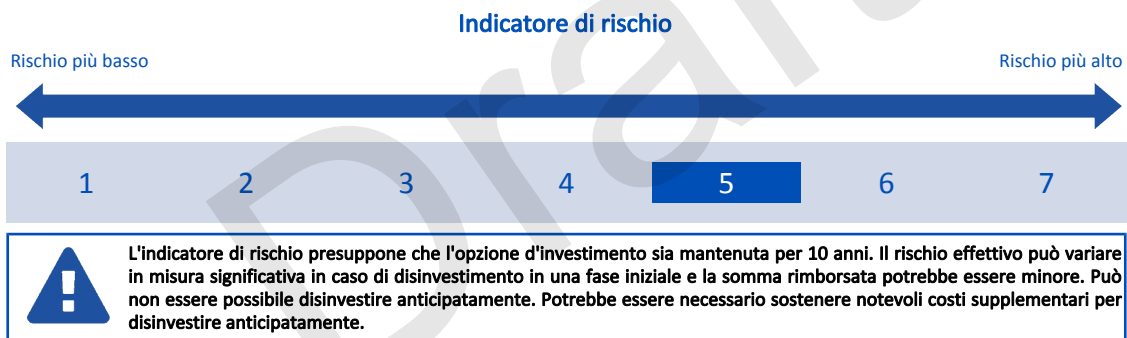 Indicatore di rischio
Rischio più basso
Rischio più alto
1 2 3 4 5 6 7
L'indicatore di rischio presuppone che l'opzione d'investimento sia mantenuta per 10 anni. Il rischio effettivo può variare
in misura significativa in caso di disinvestimento in una fase iniziale e la somma rimborsata potrebbe essere minore. Può
non essere possibile disinvestire anticipatamente. Potrebbe essere necessario sostenere notevoli costi supplementari per
disinvestire anticipatamente.